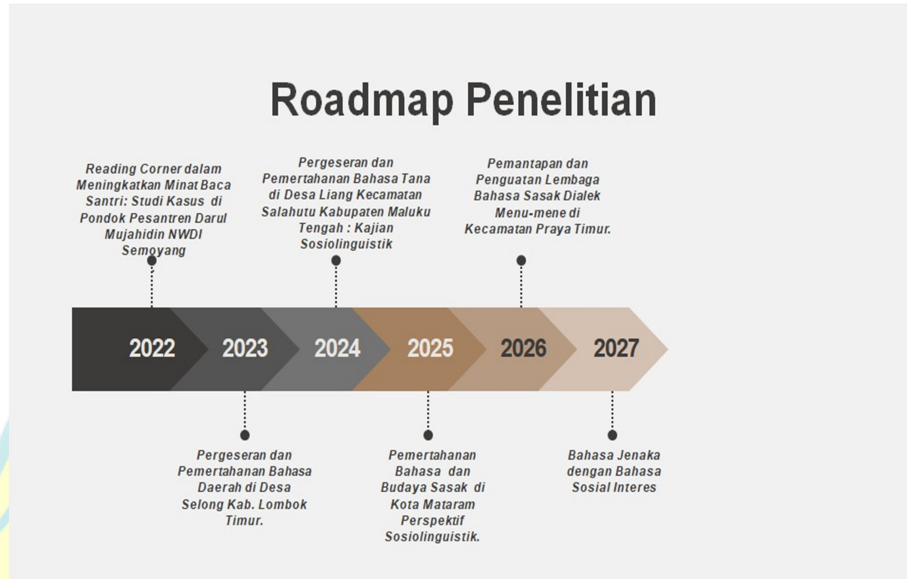 Roadmap Penelitian
Reading Corner dalam
Meningkatkan Minat Baca
Santri: Studi Kasus di
Pondok Pesantren Darul
Mujahidin NWDI
Semoyang
Pergeseran dan
Pemertahanan Bahasa Tana
di Desa Liang Kecamatan
Salahutu Kabupaten Maluku
Tengah : Kajian
Sosiolinguistik
Pemantapan dan
Penguatan Lembaga
Bahasa Sasak Dialek
Menu-mene di
Kecamatan Praya Timur.
2022 2023 2024 2025 2026 2027
Pergeseran dan
Pemertahanan Bahasa
Daerah di Desa
Selong Kab. Lombok
Timur.
Pemertahanan
Bahasa dan
Budaya Sasak di
Kota Mataram
Perspektif
Sosiolinguistik.
Bahasa Jenaka
dengan Bahasa
Sosial Interes